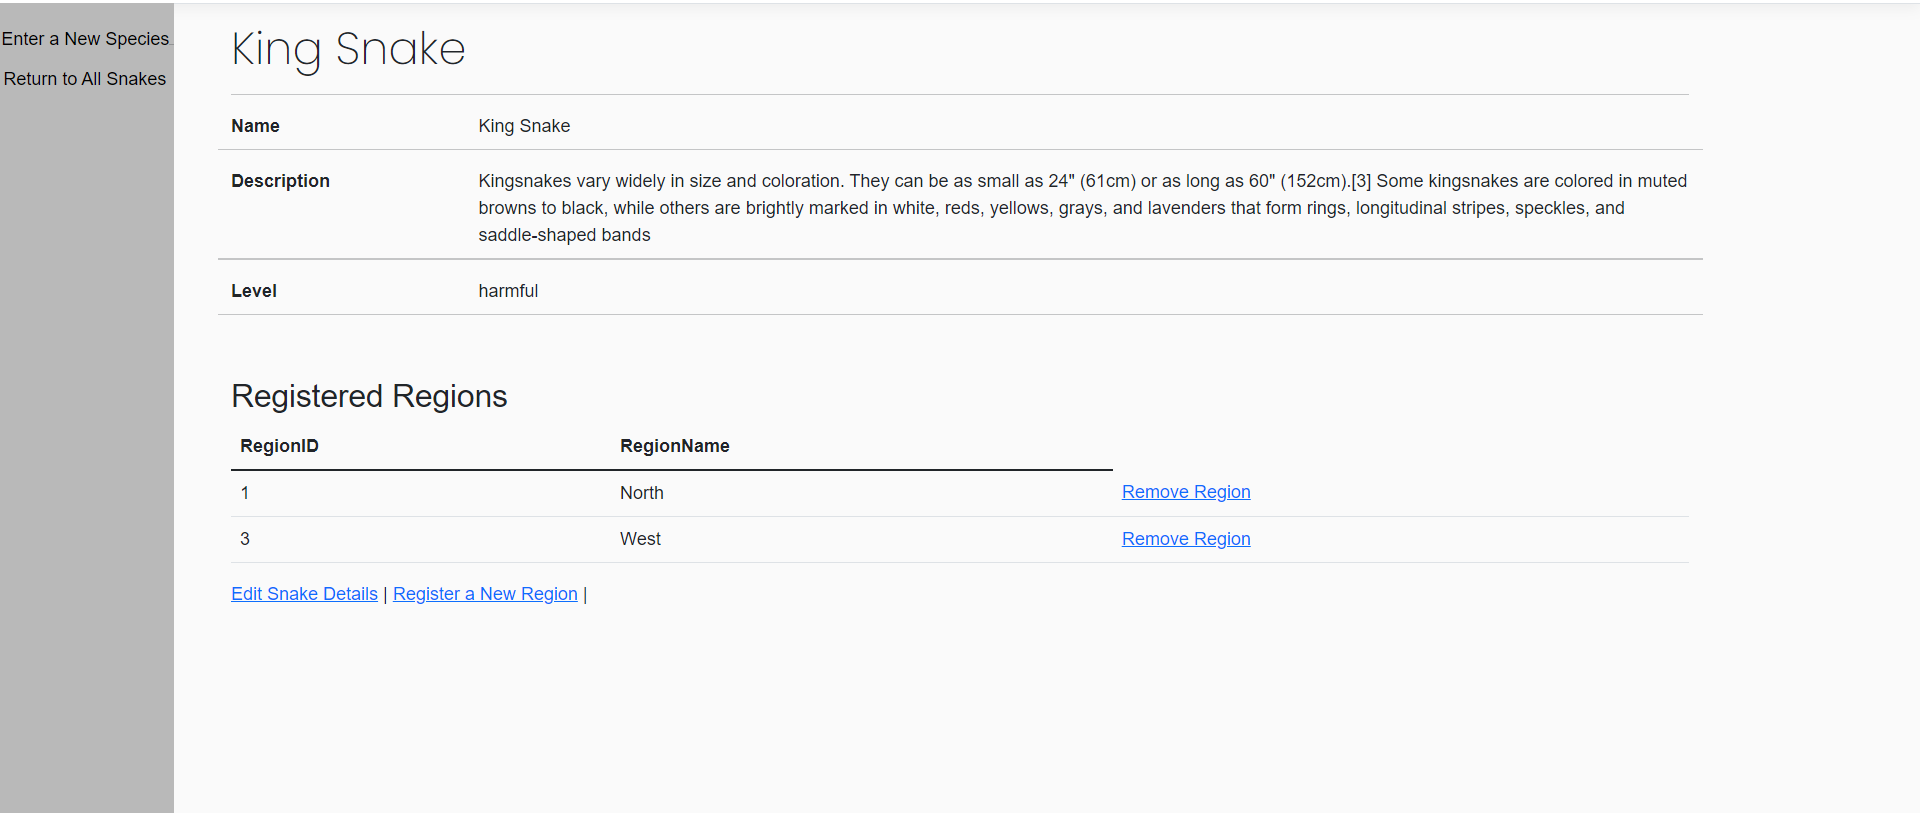 Enter a New Species
Return to All Snakes
King Snake
Name King Snake
Description Kingsnakes vary widely in size and coloration. They can be as small as 24" (61cm) or as long as 60" (152cm).[3] Some kingsnakes are colored in muted
browns to black, while others are brightly marked in white, reds, yellows, grays, and lavenders that form rings, longitudinal stripes, speckles, and
saddle-shaped bands
Level harmful
Registered Regions
RegionID RegionName
1 North Remove Region
3 West Remove Region
Edit Snake Details | Register a New Region |